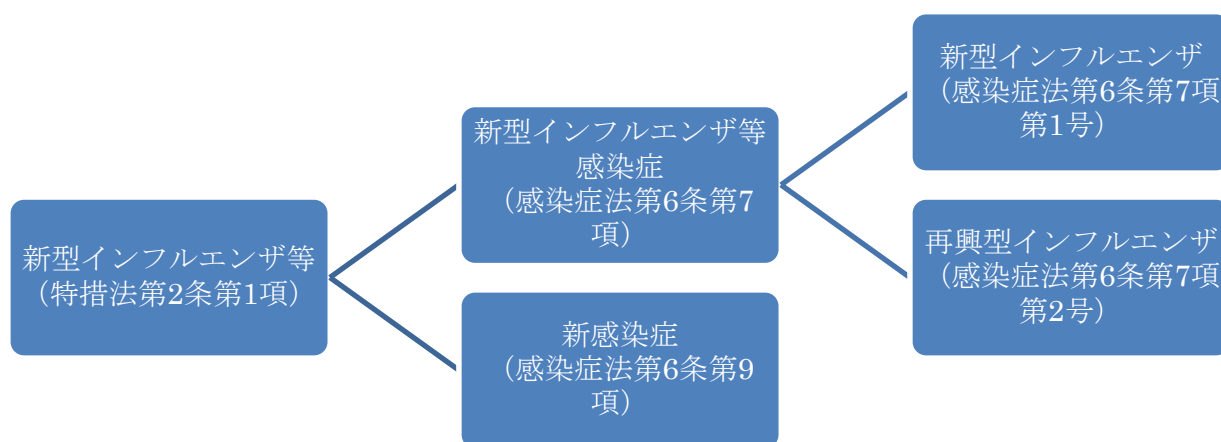 新型インフルエンザ等
（特措法第2条第1項）
新型インフルエンザ等
感染症
（感染症法第6条第7
項）
新感染症
（感染症法第6条第9
項）
新型インフルエンザ
（感染症法第6条第7項
第1号）
再興型インフルエンザ
（感染症法第6条第7項
第2号）